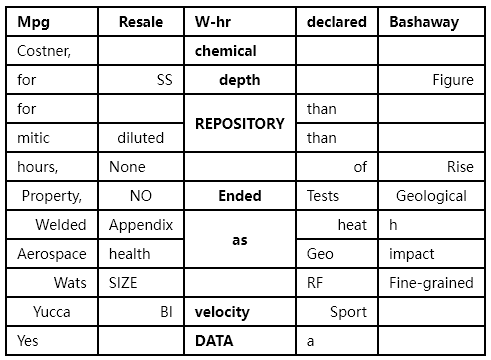 Mpg Resale W-hr declared Bashaway
Costner, chemical
for SS depth Figure
for REPOSITORY than
mitic diluted than
hours, None of Rise
Property, NO Ended Tests Geological
Welded Appendix as heat h
Aerospace health Geo impact
Wats SIZE RF Fine-grained
Yucca BI velocity Sport
Yes DATA a